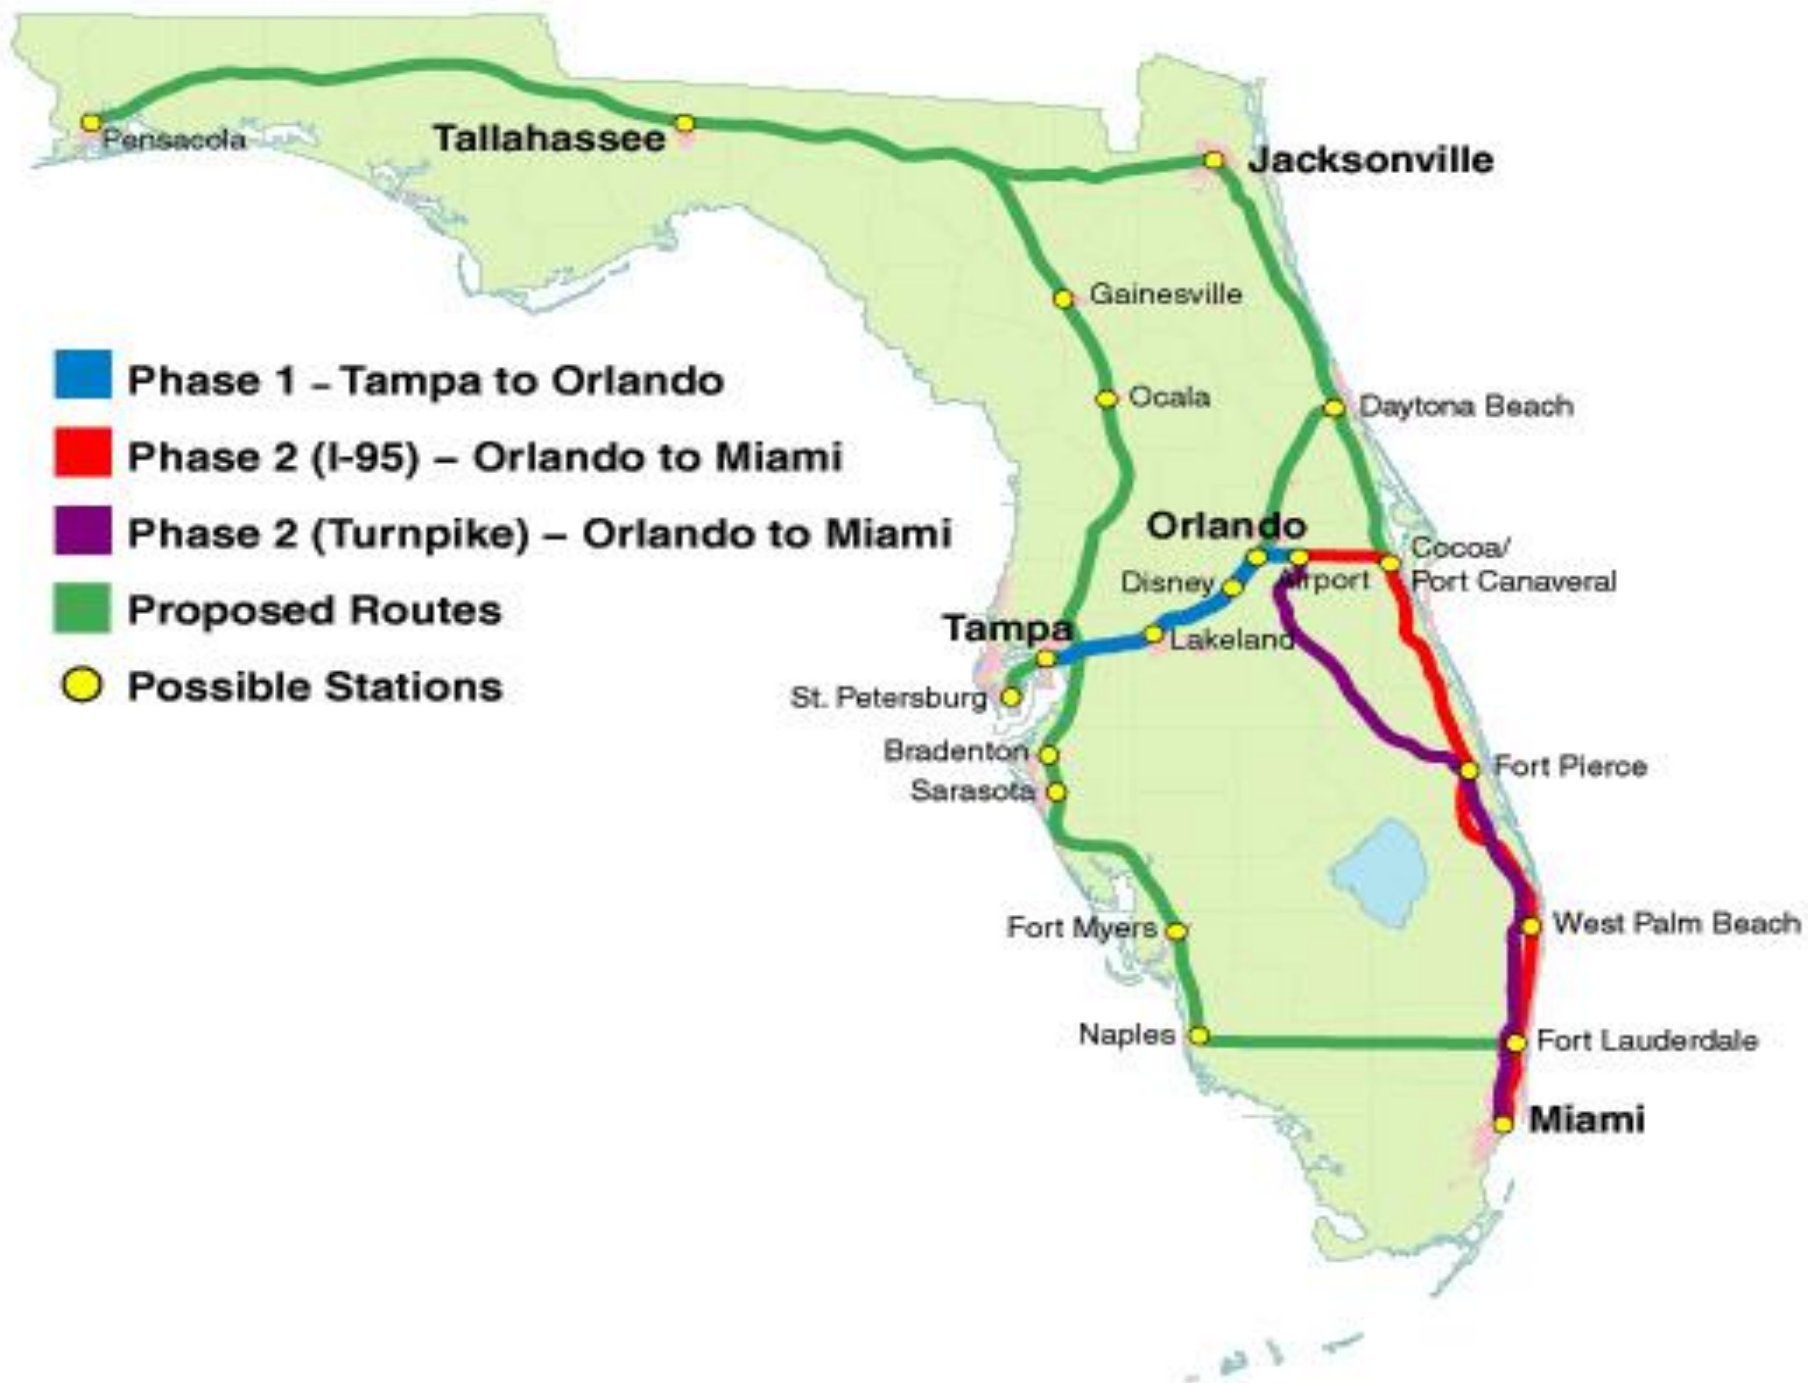 Pensacola
Tallahassee
Jacksonville
Gainesville
Phase 1 – Tampa to Orlando
Ocala
Daytona Beach
Phase 2 (I-95) – Orlando to Miami
Phase 2 (Turnpike) – Orlando to Miami
Orlando
Cocoa/
Port Canaveral
Disney
Airport
Proposed Routes
Tampa
Lakeland
Possible Stations
St. Petersburg
Bradenton
Fort Pierce
Sarasota
Fort Myers
West Palm Beach
Naples
Fort Lauderdale
Miami